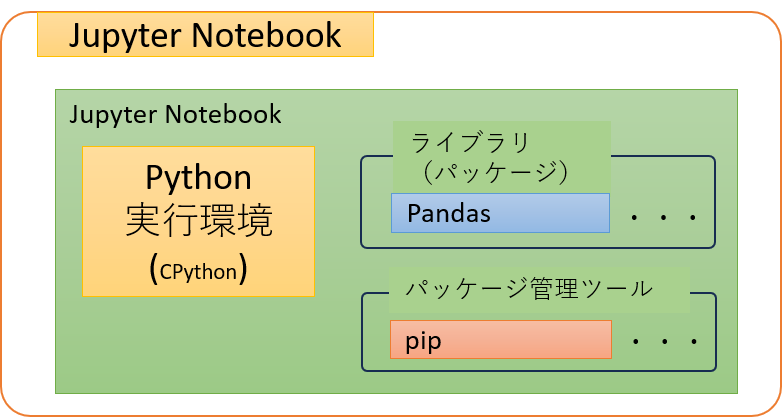 Jupyter Notebook
Jupyter Notebook
Python
実行環境
(CPython)
ライブラリ
（パッケージ）
Pandas ・・・
パッケージ管理ツール
pip ・・・